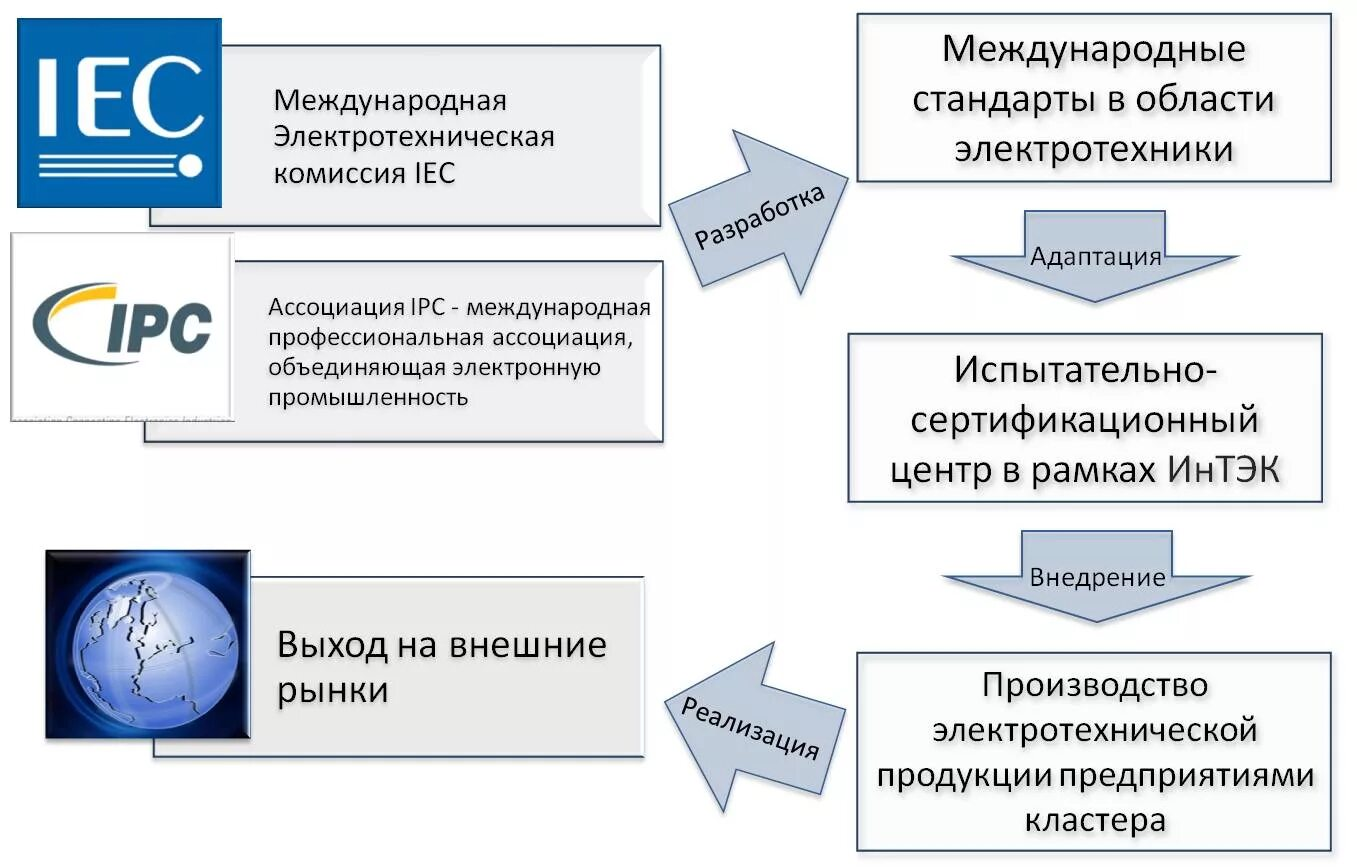 IEC
Международная
Электротехническая
комиссия IEC
IPC
Ассоциация IPC - международная
профессиональная ассоциация,
объединяющая электронную
промышленность
Разработка
Международные
стандарты в области
электротехники
Адаптация
Испытательно-
сертификационный
центр в рамках ИнТЭК
Внедрение
Производство
электротехнической
продукции предприятиями
кластера
Реализация
Выход на внешние
рынки